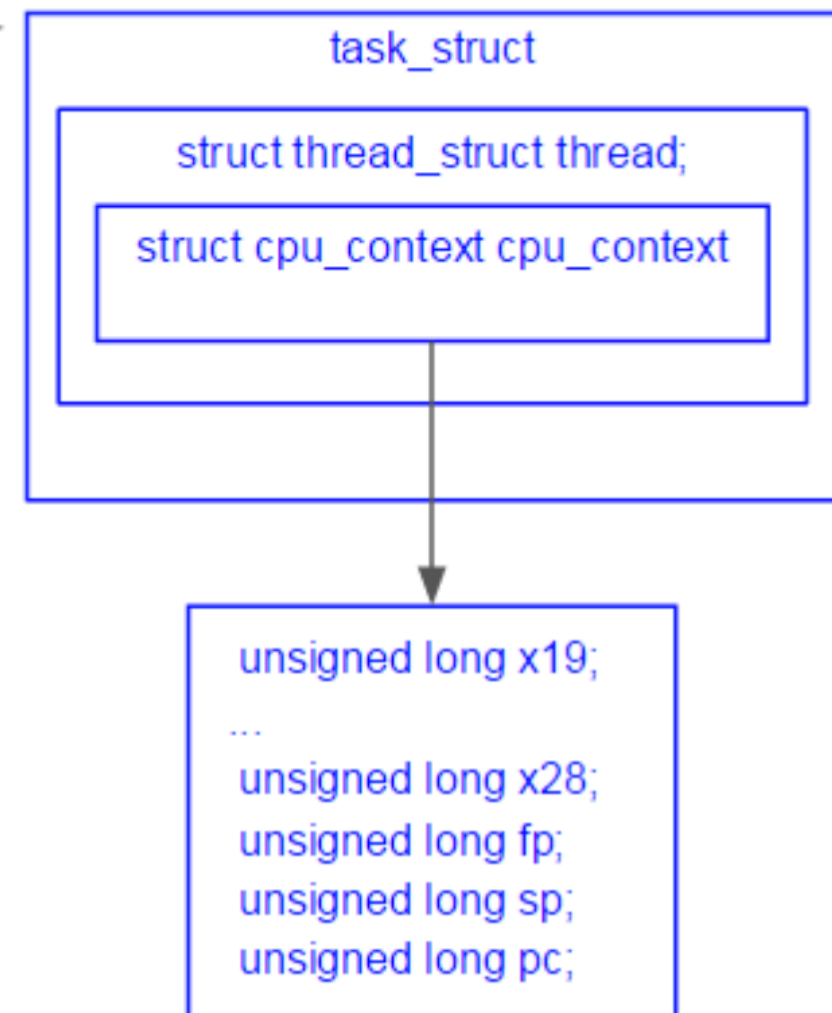 task_struct
struct thread_struct thread;
struct cpu_context cpu_context
unsigned long x19;
...
unsigned long x28;
unsigned long fp;
unsigned long sp;
unsigned long pc;